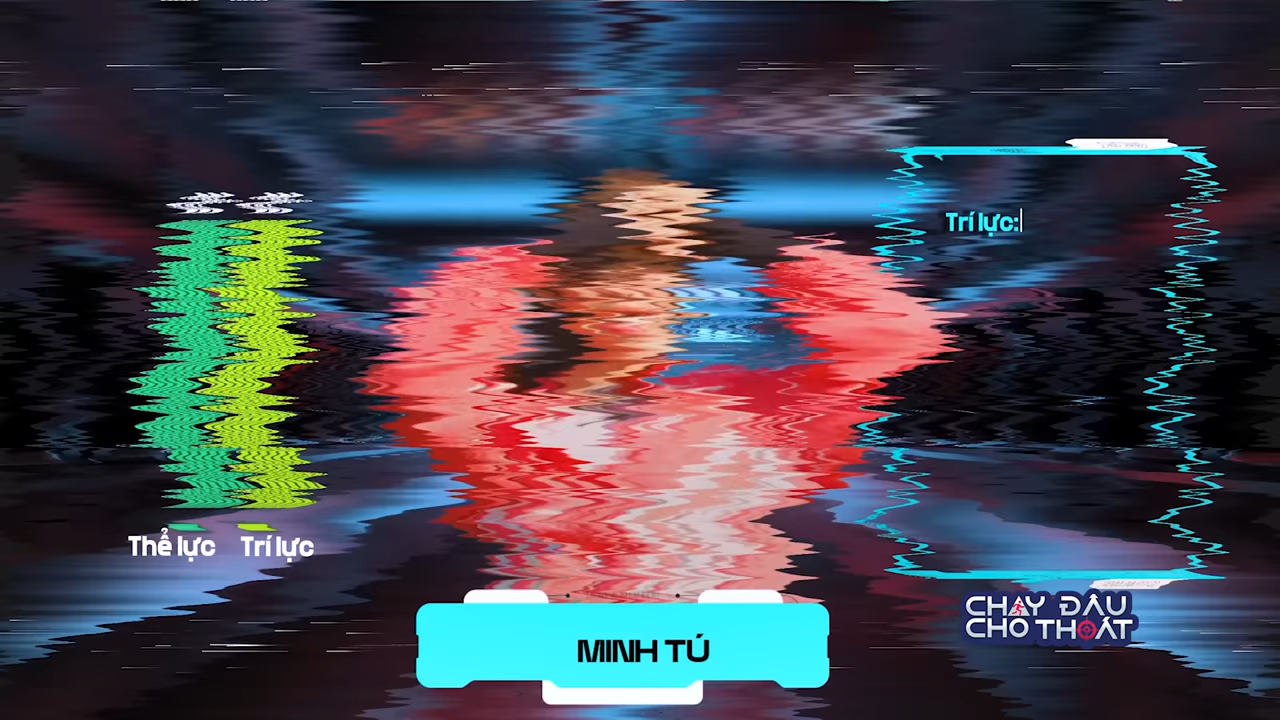 Trí lực:
Thể lực Trí lực
MINH TÚ
CHẠY ĐÂU
CHO THOÁT